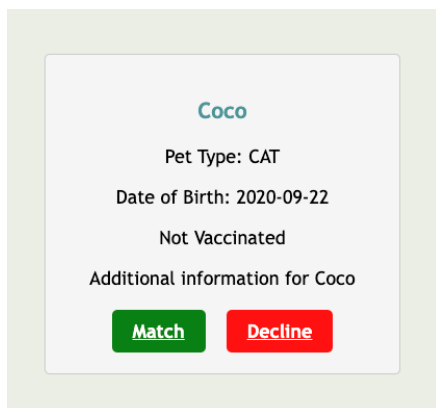 Coco
Pet Type: CAT
Date of Birth: 2020-09-22
Not Vaccinated
Additional information for Coco
Match Decline